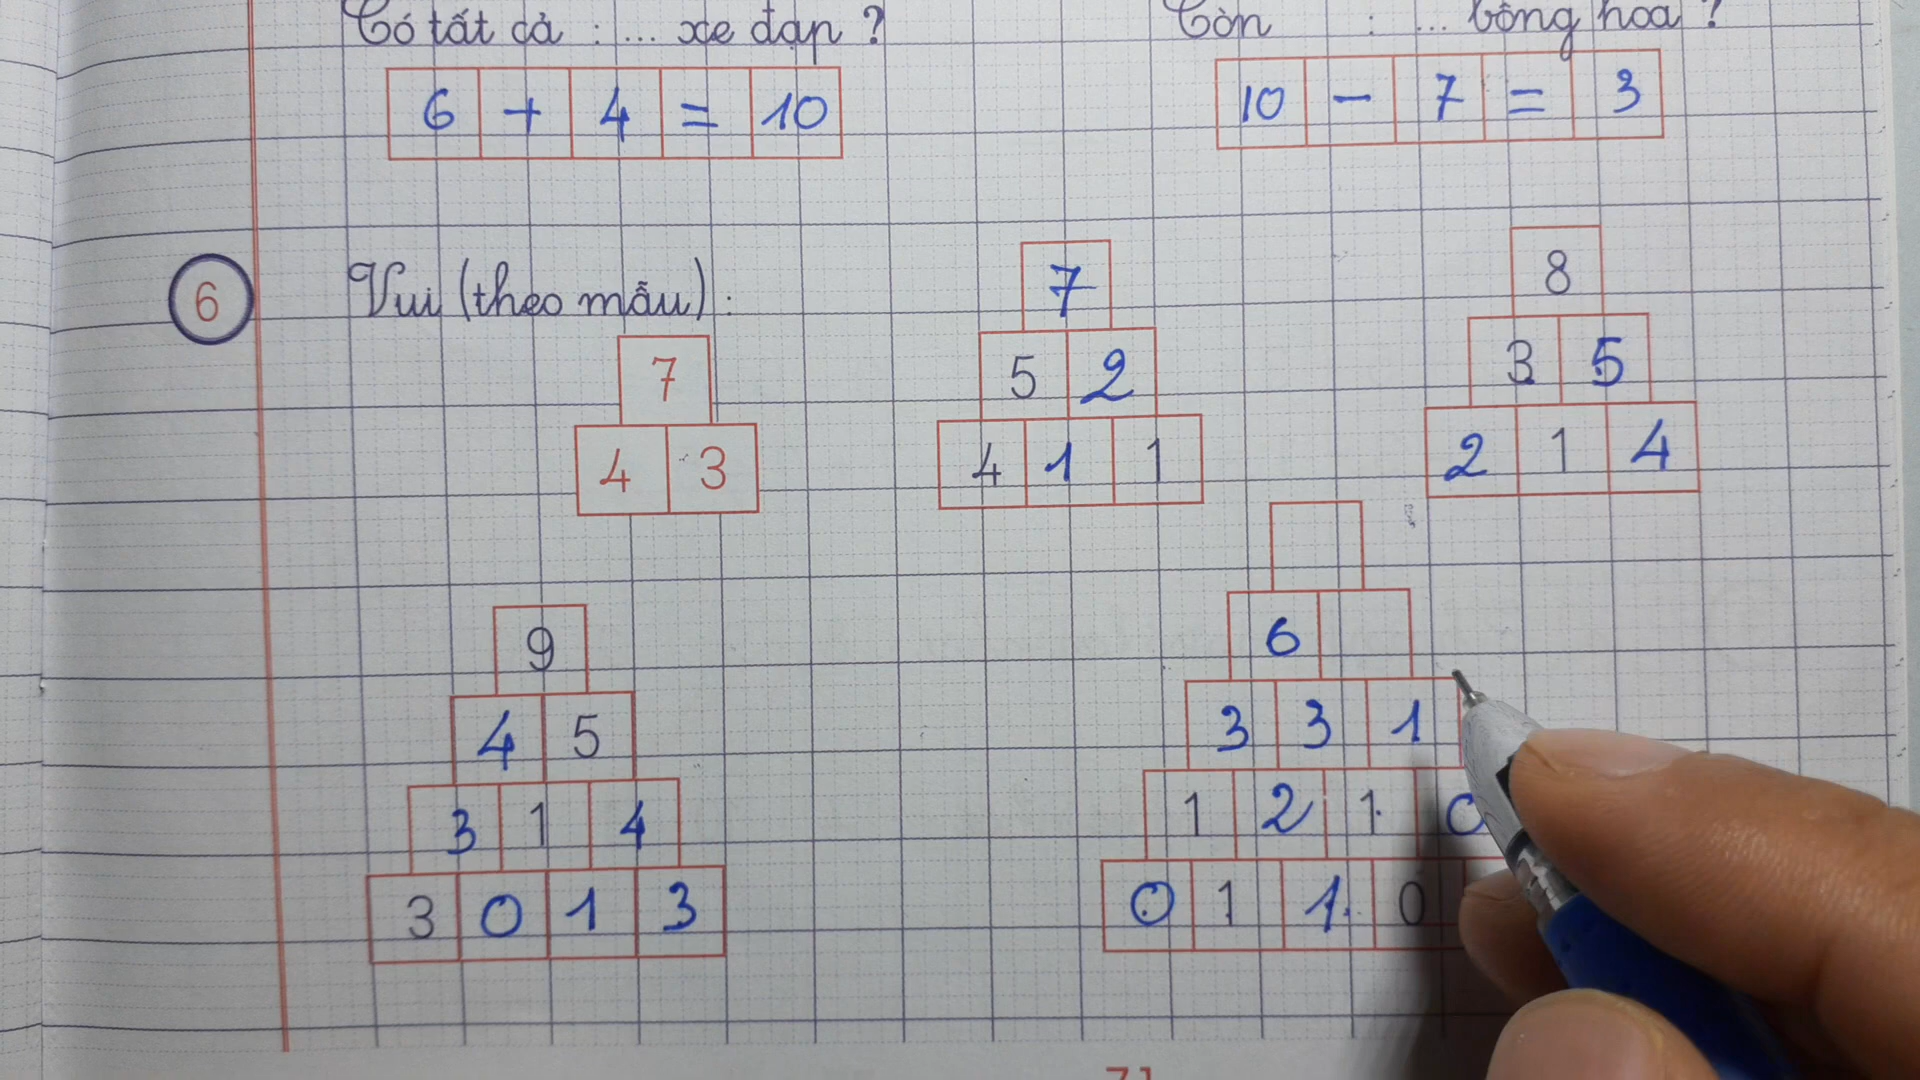 Có tất cả : ... xe đạp ?
Còn : ... bông hoa ?
6 + 4 = 10
10 - 7 = 3
6 Vui (theo mẫu) :
7
4 3
7
5 2
4 1 1
8
3 5
2 1 4
9
4 5
3 1 4
3 0 1 3
6
3 3 1
1 2 1 0
0 1 1 0
71